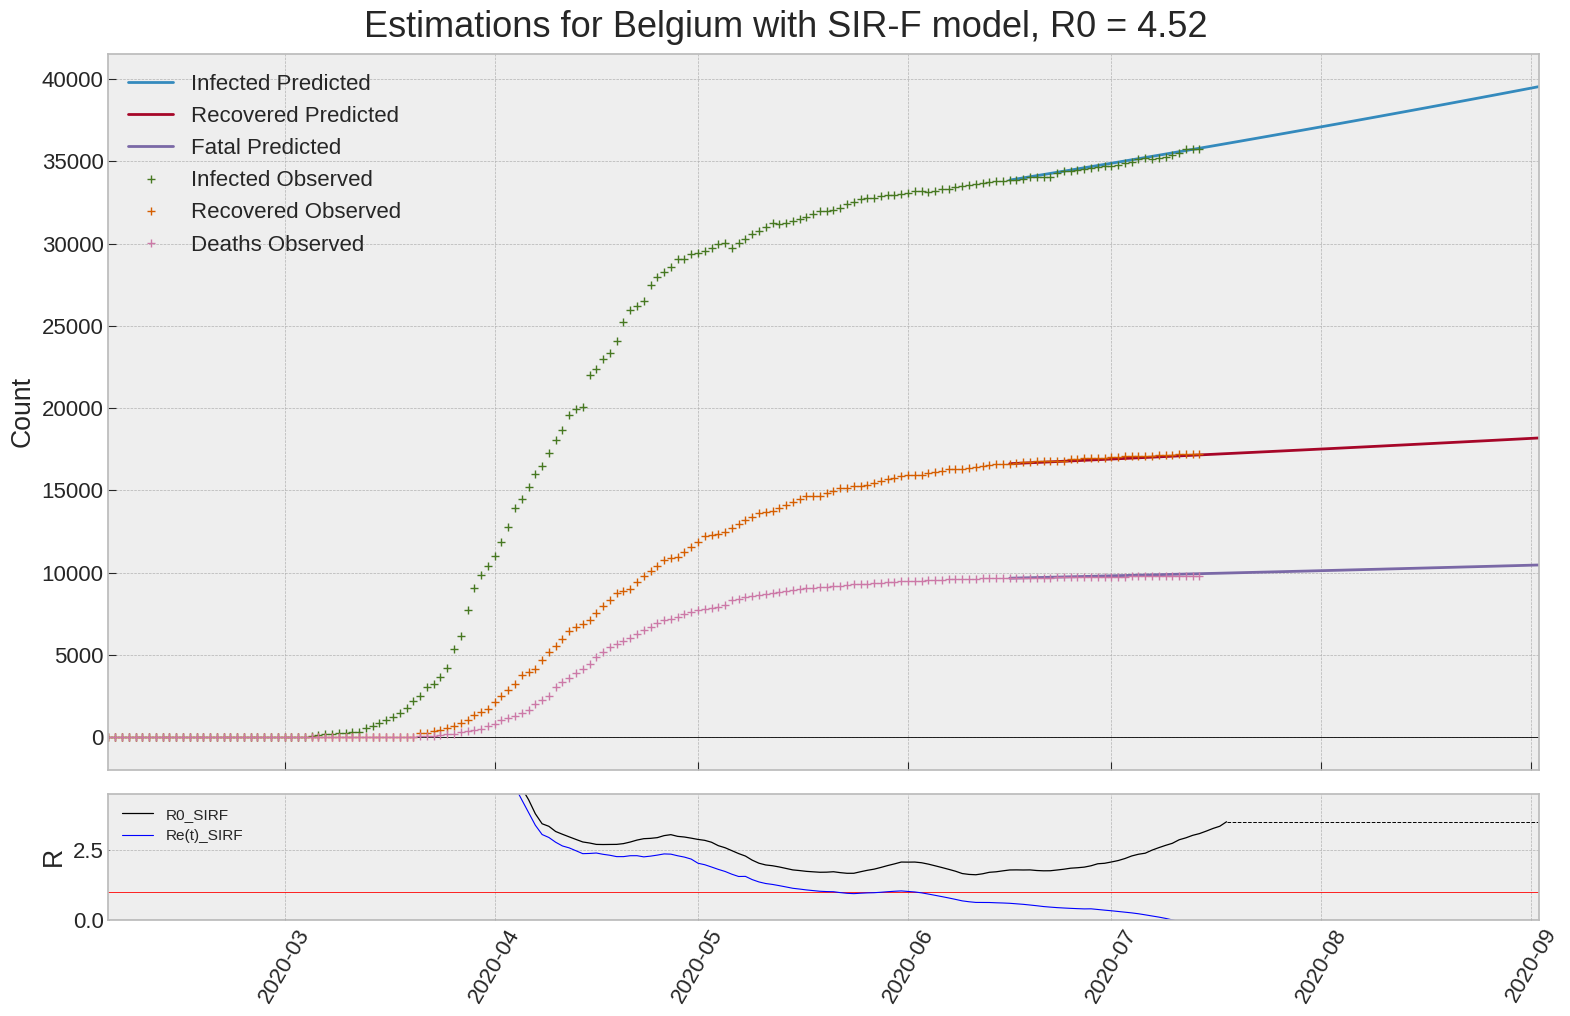 Estimations for Belgium with SIR-F model, R0 = 4.52
Count
40000
35000
30000
25000
20000
15000
10000
5000
0
Infected Predicted
Recovered Predicted
Fatal Predicted
Infected Observed
Recovered Observed
Deaths Observed
R
2.5
0.0
R0_SIRF
Re(t)_SIRF
2020-03
2020-04
2020-05
2020-06
2020-07
2020-08
2020-09